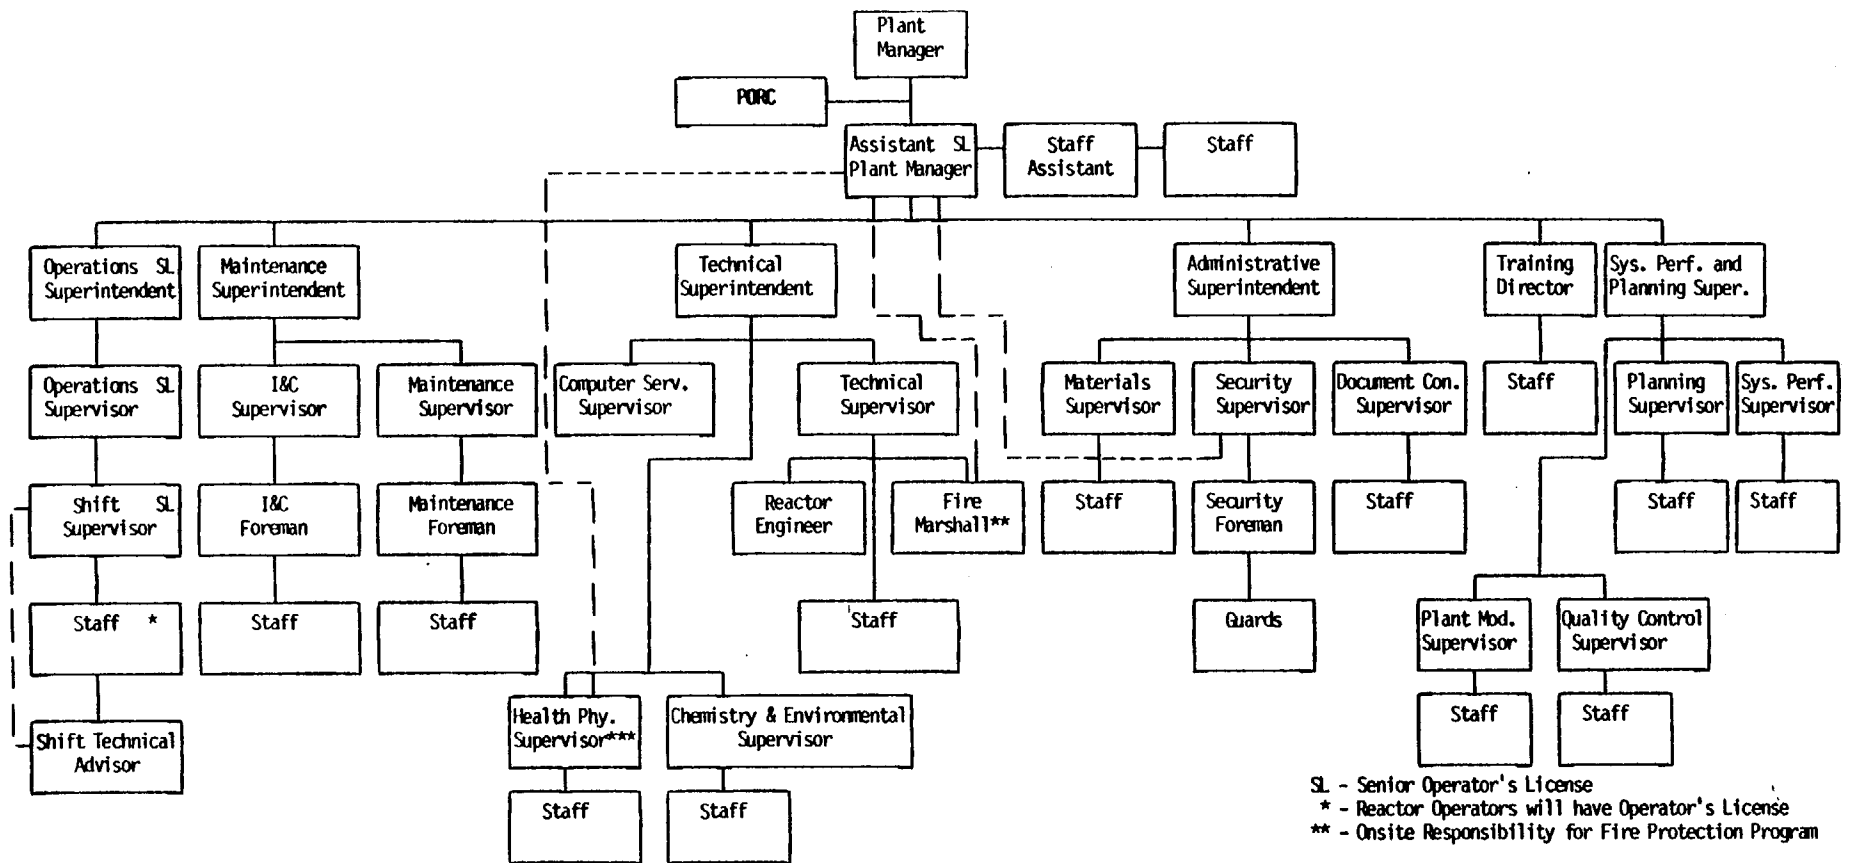 Plant
Manager
PORC
Assistant SL
Plant Manager
Staff
Assistant
Staff
Operations SL
Superintendent
Maintenance
Superintendent
Technical
Superintendent
Administrative
Superintendent
Training
Director
Sys. Perf. and
Planning Super.
Operations SL
Supervisor
I&C
Supervisor
Maintenance
Supervisor
Computer Serv.
Supervisor
Technical
Supervisor
Materials
Supervisor
Security
Supervisor
Document Con.
Supervisor
Staff
Planning
Supervisor
Sys. Perf.
Supervisor
Shift SL
Supervisor
I&C
Foreman
Maintenance
Foreman
Reactor
Engineer
Fire
Marshall**
Staff
Security
Foreman
Staff
Staff
Staff
Staff *
Staff
Staff
Staff
Guards
Plant Mod.
Supervisor
Quality Control
Supervisor
Shift Technical
Advisor
Health Phy.
Supervisor***
Chemistry & Environmental
Supervisor
Staff
Staff
Staff
Staff
SL - Senior Operator's License
* - Reactor Operators will have Operator's License
** - Onsite Responsibility for Fire Protection Program